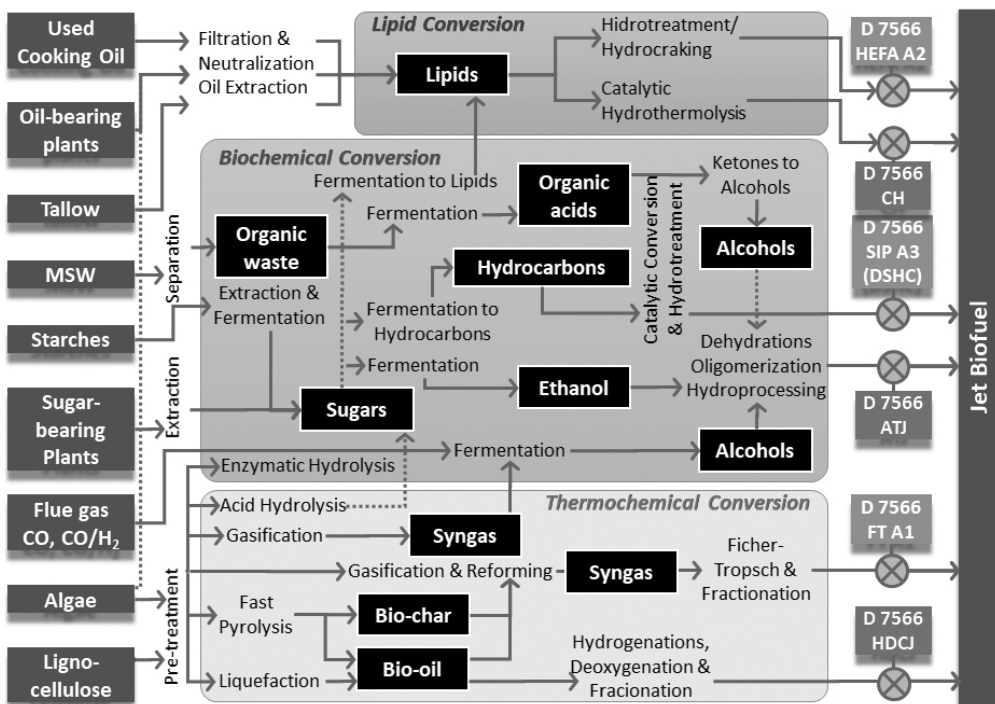 Used
Cooking Oil
Oil-bearing
plants
Tallow
MSW
Starches
Sugar-
bearing
Plants
Flue gas
CO, CO/H₂
Algae
Ligno-
cellulose
Filtration &
Neutralization
Oil Extraction
Separation
Extraction
Pre-treatment
Lipid Conversion
Lipids
Hidrotreatment/
Hydrocraking
Catalytic
Hydrothermolysis
Biochemical Conversion
Fermentation to Lipids
Organic
waste
Fermentation
Organic
acids
Ketones to
Alcohols
Alcohols
Extraction &
Fermentation
Hydrocarbons
Fermentation to
Hydrocarbons
Catalytic Conversion
& Hydrotreatment
Fermentation
Ethanol
Dehydrations
Oligomerization
Hydroprocessing
Sugars
Fermentation
Alcohols
Enzymatic Hydrolysis
Thermochemical Conversion
Acid Hydrolysis
Gasification
Syngas
Gasification & Reforming
Syngas
Ficher-
Tropsch &
Fractionation
Fast
Pyrolysis
Bio-char
Bio-oil
Liquefaction
Hydrogenations,
Deoxygenation &
Fracionation
D 7566
HEFA A2
D 7566
CH
D 7566
SIP A3
(DSHC)
D 7566
ATJ
D 7566
FT A1
D 7566
HDCJ
Jet Biofuel